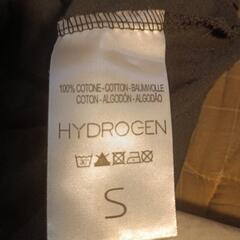 100% COTONE-COTTON-BAUMWOLLE
COTON-ALGODÓN-ALGODÃO
HYDROGEN
S